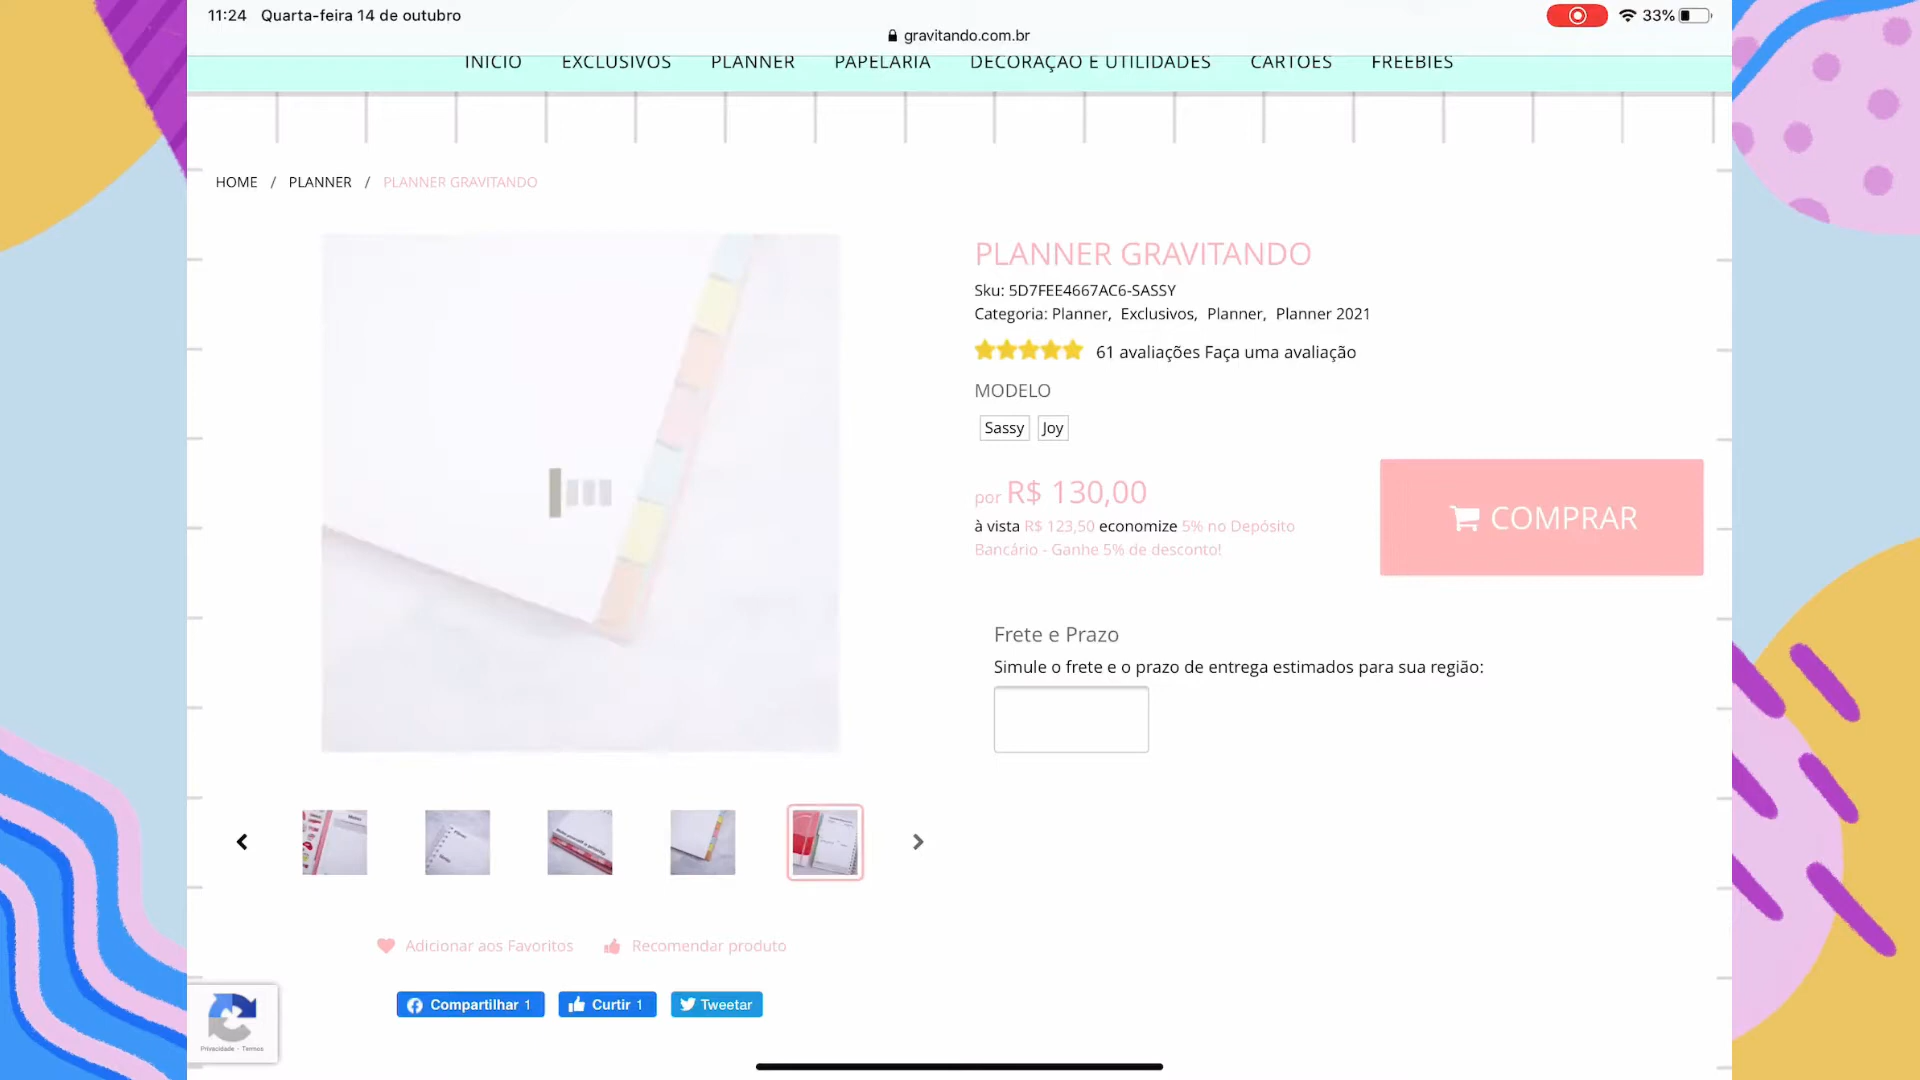 11:24 Quarta-feira 14 de outubro
33%
gravitando.com.br
INÍCIO EXCLUSIVOS PLANNER PAPELARIA DECORAÇÃO E UTILIDADES CARTÕES FREEBIES
HOME / PLANNER / PLANNER GRAVITANDO
PLANNER GRAVITANDO
Sku: 5D7FEE4667AC6-SASSY
Categoria: Planner, Exclusivos, Planner, Planner 2021
61 avaliações Faça uma avaliação
MODELO
Sassy Joy
por R$ 130,00
à vista R$ 123,50 economize 5% no Depósito
Bancário - Ganhe 5% de desconto!
COMPRAR
Frete e Prazo
Simule o frete e o prazo de entrega estimados para sua região:
Adicionar aos Favoritos Recomendar produto
Compartilhar 1 Curtir 1 Tweetar
Privacidade - Termos